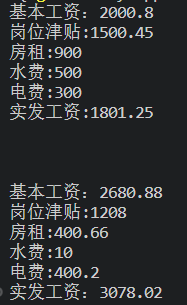 基本工资：2000.8
岗位津贴:1500.45
房租:900
水费:500
电费:300
实发工资:1801.25
基本工资：2680.88
岗位津贴:1208
房租:400.66
水费:10
电费:400.2
实发工资:3078.02